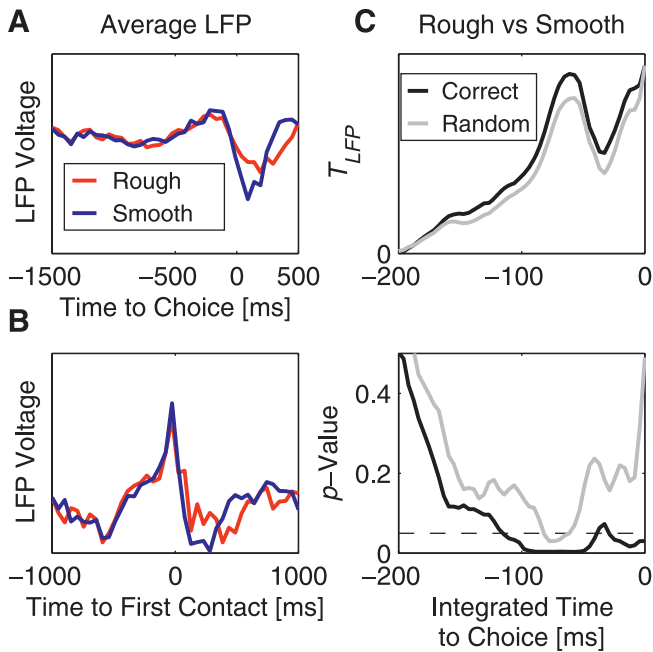 A
Average LFP
LFP Voltage
Rough
Smooth
−1500
−500
0
500
Time to Choice [ms]
B
LFP Voltage
−1000
0
1000
Time to First Contact [ms]
C
Rough vs Smooth
T_LFP
Correct
Random
0
−200
−100
0
p−Value
0.4
0.2
0
−200
−100
0
Integrated Time
to Choice [ms]